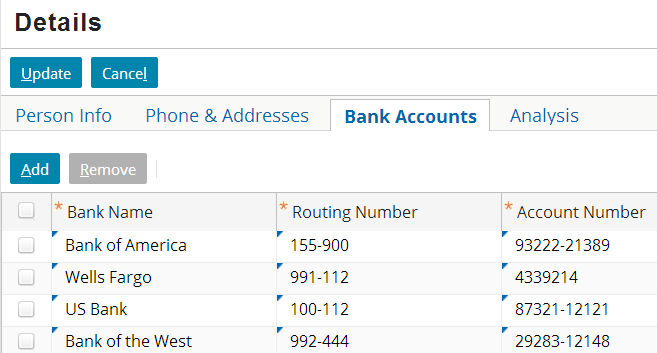 Details
Update Cancel
Person Info Phone & Addresses Bank Accounts Analysis
Add Remove
* Bank Name * Routing Number * Account Number
Bank of America 155-900 93222-21389
Wells Fargo 991-112 4339214
US Bank 100-112 87321-12121
Bank of the West 992-444 29283-12148